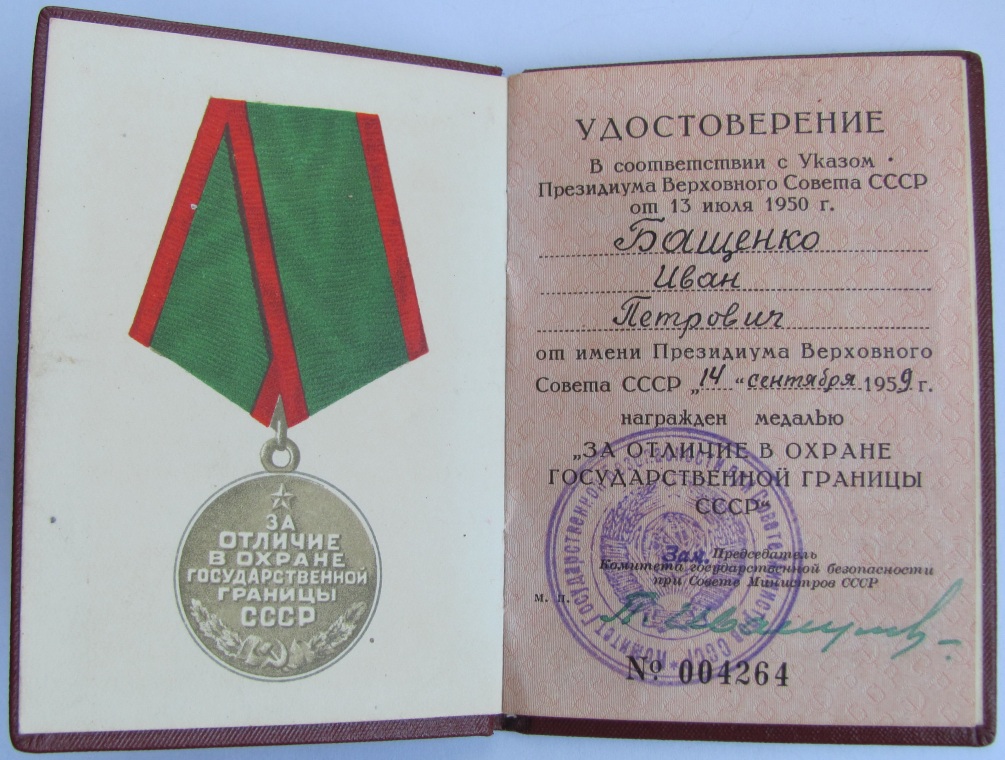 ЗА
ОТЛИЧИЕ
В ОХРАНЕ
ГОСУДАРСТВЕННОЙ
ГРАНИЦЫ
СССР
УДОСТОВЕРЕНИЕ
В соответствии с Указом
Президиума Верховного Совета СССР
от 13 июля 1950 г.
Бащенко
Иван
Петрович
от имени Президиума Верховного
Совета СССР „14“ сентября 1959 г.
награжден медалью
„ЗА ОТЛИЧИЕ В ОХРАНЕ
ГОСУДАРСТВЕННОЙ ГРАНИЦЫ
СССР“
Зам. Председатель
Комитета государственной безопасности
при Совете Министров СССР
м. п.
П. Ивашутин
№ 004264